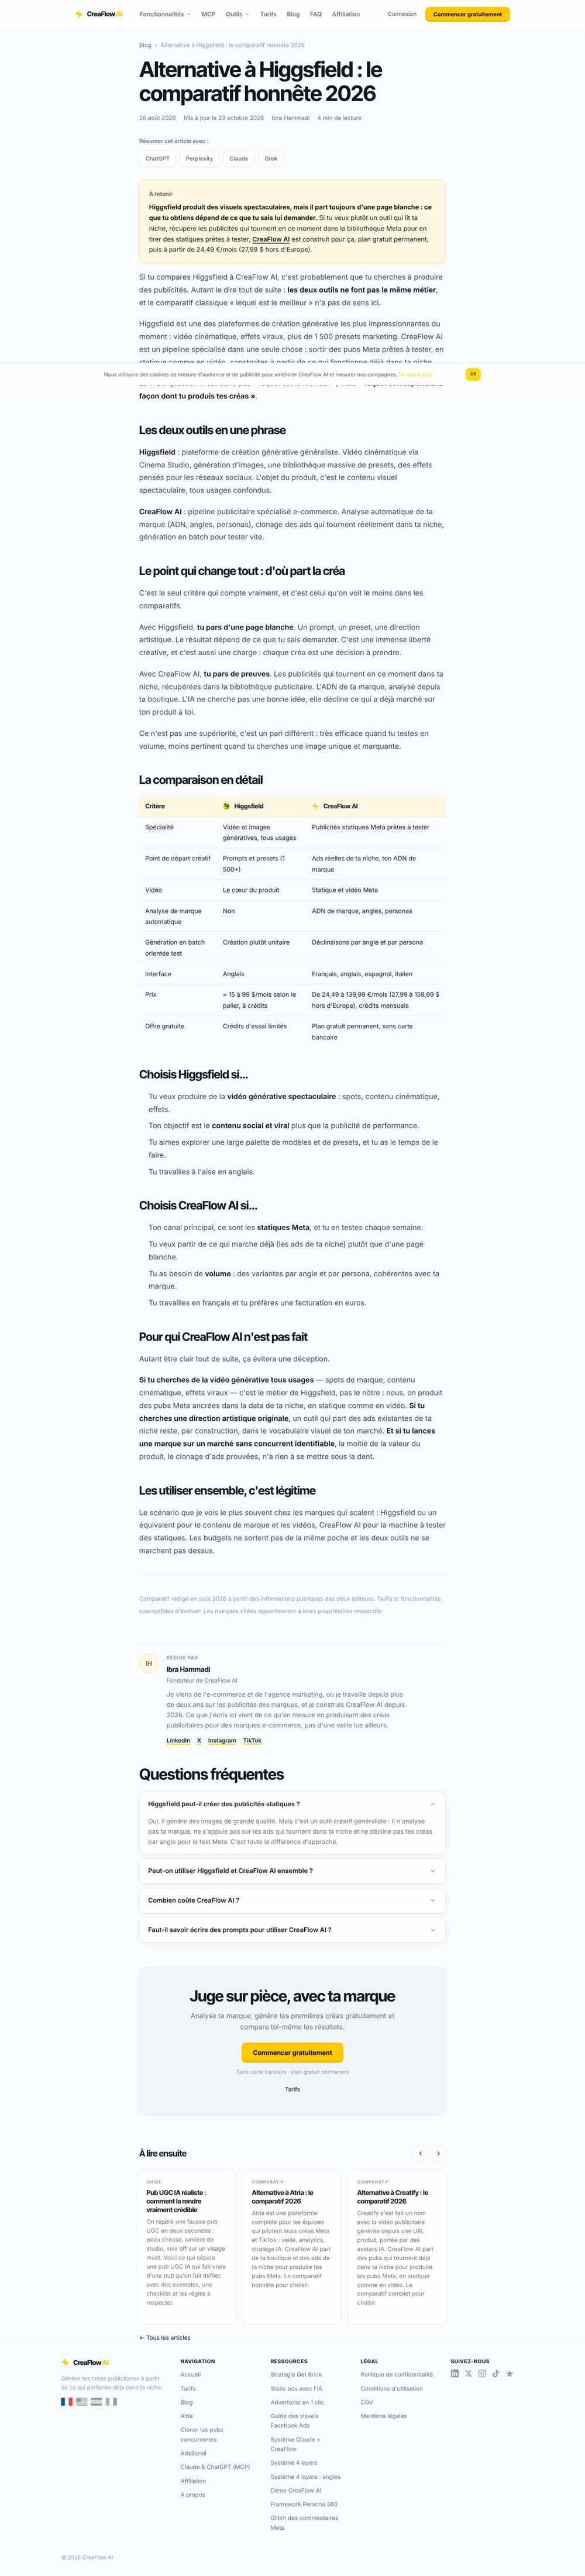 CreaFlow AI
Fonctionnalités
MCP
Outils
Tarifs
Blog
FAQ
Affiliation
Connexion
Commencer gratuitement
Blog › Alternative à Higgsfield : le comparatif honnête 2026
Alternative à Higgsfield : le
comparatif honnête 2026
26 août 2026 Mis à jour le 23 octobre 2026 Ibra Hammadi 4 min de lecture
Résumer cet article avec :
ChatGPT
Perplexity
Claude
Grok
À retenir
Higgsfield produit des visuels spectaculaires, mais il part toujours d'une page blanche : ce
que tu obtiens dépend de ce que tu sais lui demander. Si tu veux plutôt un outil qui lit ta
niche, récupère les publicités qui tournent en ce moment dans la bibliothèque Meta pour en
tirer des statiques prêtes à tester, CreaFlow AI est construit pour ça, plan gratuit permanent,
puis à partir de 24,49 €/mois (27,99 $ hors d'Europe).
Si tu compares Higgsfield à CreaFlow AI, c'est probablement que tu cherches à produire
des publicités. Autant le dire tout de suite : les deux outils ne font pas le même métier,
et le comparatif classique « lequel est le meilleur » n'a pas de sens ici.
Higgsfield est une des plateformes de création générative les plus impressionnantes du
moment : vidéo cinématique, effets viraux, plus de 1 500 presets marketing. CreaFlow AI
est un pipeline spécialisé dans une seule chose : sortir des pubs Meta prêtes à tester, en
Nous utilisons des cookies de mesure d'audience et de publicité pour améliorer CreaFlow AI et mesurer nos campagnes. En savoir plus
OK
façon dont tu produis tes créas ».
Les deux outils en une phrase
Higgsfield : plateforme de création générative généraliste. Vidéo cinématique via
Cinema Studio, génération d'images, une bibliothèque massive de presets, des effets
pensés pour les réseaux sociaux. L'objet du produit, c'est le contenu visuel
spectaculaire, tous usages confondus.
CreaFlow AI : pipeline publicitaire spécialisé e-commerce. Analyse automatique de ta
marque (ADN, angles, personas), clonage des ads qui tournent réellement dans ta niche,
génération en batch pour tester vite.
Le point qui change tout : d'où part la créa
C'est le seul critère qui compte vraiment, et c'est celui qu'on voit le moins dans les
comparatifs.
Avec Higgsfield, tu pars d'une page blanche. Un prompt, un preset, une direction
artistique. Le résultat dépend de ce que tu sais demander. C'est une immense liberté
créative, et c'est aussi une charge : chaque créa est une décision à prendre.
Avec CreaFlow AI, tu pars de preuves. Les publicités qui tournent en ce moment dans ta
niche, récupérées dans la bibliothèque publicitaire. L'ADN de ta marque, analysé depuis
ta boutique. L'IA ne cherche pas une bonne idée, elle décline ce qui a déjà marché sur
ton produit à toi.
Ce n'est pas une supériorité, c'est un pari différent : très efficace quand tu testes en
volume, moins pertinent quand tu cherches une image unique et marquante.
La comparaison en détail
Critère Higgsfield CreaFlow AI
Spécialité Vidéo et images génératives, tous usages Publicités statiques Meta prêtes à tester
Point de départ créatif Prompts et presets (1 500+) Ads réelles de ta niche, ton ADN de marque
Vidéo Le cœur du produit Statique et vidéo Meta
Analyse de marque automatique Non ADN de marque, angles, personas
Génération en batch orientée test Création plutôt unitaire Déclinaisons par angle et par persona
Interface Anglais Français, anglais, espagnol, italien
Prix ≈ 15 à 99 $/mois selon le palier, à crédits De 24,49 à 139,99 €/mois (27,99 à 159,99 $ hors d'Europe), crédits mensuels
Offre gratuite Crédits d'essai limités Plan gratuit permanent, sans carte bancaire
Choisis Higgsfield si...
Tu veux produire de la vidéo générative spectaculaire : spots, contenu cinématique,
effets.
Ton objectif est le contenu social et viral plus que la publicité de performance.
Tu aimes explorer une large palette de modèles et de presets, et tu as le temps de le
faire.
Tu travailles à l'aise en anglais.
Choisis CreaFlow AI si...
Ton canal principal, ce sont les statiques Meta, et tu en testes chaque semaine.
Tu veux partir de ce qui marche déjà (les ads de ta niche) plutôt que d'une page
blanche.
Tu as besoin de volume : des variantes par angle et par persona, cohérentes avec ta
marque.
Tu travailles en français et tu préfères une facturation en euros.
Pour qui CreaFlow AI n'est pas fait
Autant être clair tout de suite, ça évitera une déception.
Si tu cherches de la vidéo générative tous usages — spots de marque, contenu
cinématique, effets viraux — c'est le métier de Higgsfield, pas le nôtre : nous, on produit
des pubs Meta ancrées dans la data de ta niche, en statique comme en vidéo. Si tu
cherches une direction artistique originale, un outil qui part des ads existantes de ta
niche reste, par construction, dans le vocabulaire visuel de ton marché. Et si tu lances
une marque sur un marché sans concurrent identifiable, la moitié de la valeur du
produit, le clonage d'ads prouvées, n'a rien à se mettre sous la dent.
Les utiliser ensemble, c'est légitime
Le scénario que je vois le plus souvent chez les marques qui scalent : Higgsfield ou un
équivalent pour le contenu de marque et les vidéos, CreaFlow AI pour la machine à tester
des statiques. Les budgets ne sortent pas de la même poche et les deux outils ne se
marchent pas dessus.
Comparatif rédigé en août 2026 à partir des informations publiques des deux éditeurs. Tarifs et fonctionnalités
susceptibles d'évoluer. Les marques citées appartiennent à leurs propriétaires respectifs.
IH
RÉDIGÉ PAR
Ibra Hammadi
Fondateur de CreaFlow AI
Je viens de l'e-commerce et de l'agence marketing, où je travaille depuis plus
de deux ans sur les publicités des marques, et je construis CreaFlow AI depuis
2026. Ce que j'écris ici vient de ce qu'on mesure en produisant des créas
publicitaires pour des marques e-commerce, pas d'une veille lue ailleurs.
LinkedIn X Instagram TikTok
Questions fréquentes
Higgsfield peut-il créer des publicités statiques ?
Oui, il génère des images de grande qualité. Mais c'est un outil créatif généraliste : il n'analyse
pas ta marque, ne s'appuie pas sur les ads qui tournent dans ta niche et ne décline pas tes créas
par angle pour le test Meta. C'est toute la différence d'approche.
Peut-on utiliser Higgsfield et CreaFlow AI ensemble ?
Combien coûte CreaFlow AI ?
Faut-il savoir écrire des prompts pour utiliser CreaFlow AI ?
Juge sur pièce, avec ta marque
Analyse ta marque, génère tes premières créas gratuitement et
compare toi-même les résultats.
Commencer gratuitement
Sans carte bancaire · plan gratuit permanent
Tarifs
À lire ensuite
GUIDE
Pub UGC IA réaliste :
comment la rendre
vraiment crédible
On repère une fausse pub
UGC en deux secondes :
peau cireuse, lumière de
studio, voix off sur un visage
muet. Voici ce qui sépare
une pub UGC IA qui fait vraie
d'une pub qu'on fait défiler,
avec des exemples, une
checklist et les règles à
respecter.
COMPARATIF
Alternative à Atria : le
comparatif 2026
Atria est une plateforme
complète pour les équipes
qui pilotent leurs créas Meta
et TikTok : veille, analytics,
stratège IA. CreaFlow AI part
de ta boutique et des ads de
ta niche pour produire tes
pubs Meta. Le comparatif
honnête pour choisir.
COMPARATIF
Alternative à Creatify : le
comparatif 2026
Creatify s'est fait un nom
avec la vidéo publicitaire
générée depuis une URL
produit, portée par des
avatars IA. CreaFlow AI part
des pubs qui tournent déjà
dans ta niche pour produire
tes pubs Meta, en statique
comme en vidéo. Le
comparatif complet pour
choisir.
← Tous les articles
CreaFlow AI
Génère tes créas publicitaires à partir
de ce qui performe déjà dans ta niche.
NAVIGATION
Accueil
Tarifs
Blog
Aide
Cloner les pubs
concurrentes
AdsScroll
Claude & ChatGPT (MCP)
Affiliation
À propos
RESSOURCES
Stratégie Get Brick
Static ads avec l'IA
Advertorial en 1 clic
Guide des visuels
Facebook Ads
Système Claude +
CreaFlow
Système 4 layers
Système 4 layers : angles
Démo CreaFlow AI
Framework Persona 360
Glitch des commentaires
Meta
LÉGAL
Politique de confidentialité
Conditions d'utilisation
CGV
Mentions légales
SUIVEZ-NOUS
© 2026 CreaFlow AI